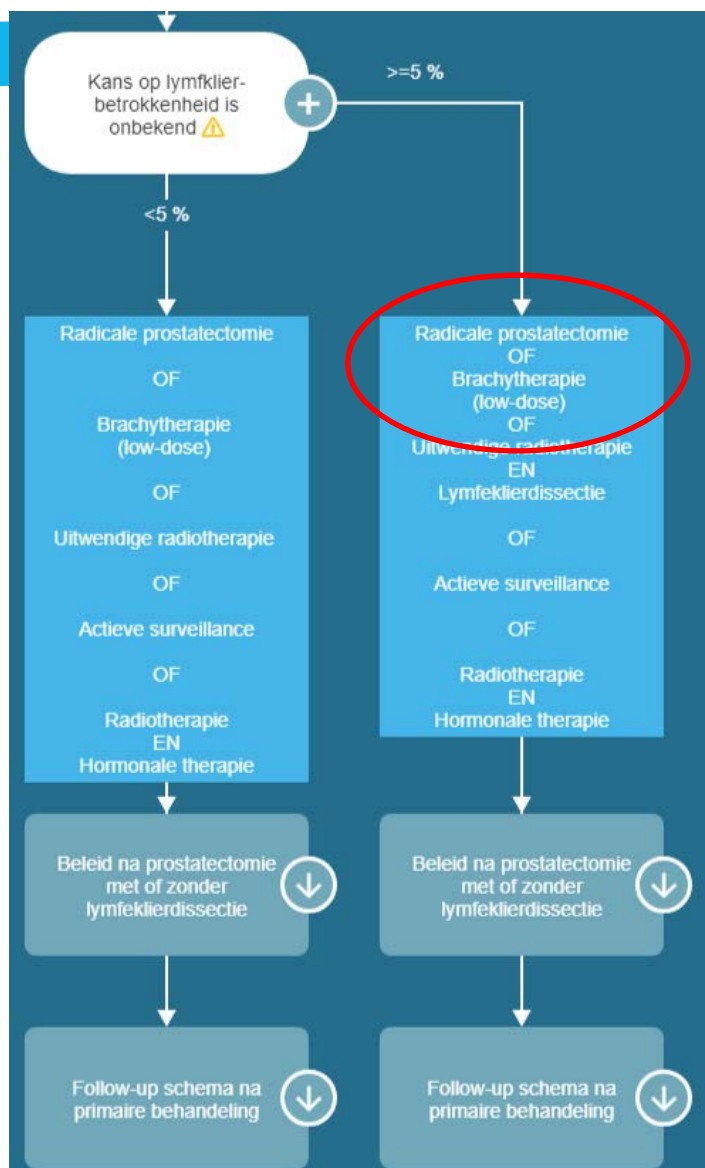 Kans op lymfklier-
betrokkenheid is
onbekend
>=5 %
<5 %
Radicale prostatectomie
OF
Brachytherapie
(low-dose)
OF
Uitwendige radiotherapie
OF
Actieve surveillance
OF
Radiotherapie
EN
Hormonale therapie
Radicale prostatectomie
OF
Brachytherapie
(low-dose)
OF
Uitwendige radiotherapie
EN
Lymfeklierdissectie
OF
Actieve surveillance
OF
Radiotherapie
EN
Hormonale therapie
Beleid na prostatectomie
met of zonder
lymfeklierdissectie
Beleid na prostatectomie
met of zonder
lymfeklierdissectie
Follow-up schema na
primaire behandeling
Follow-up schema na
primaire behandeling